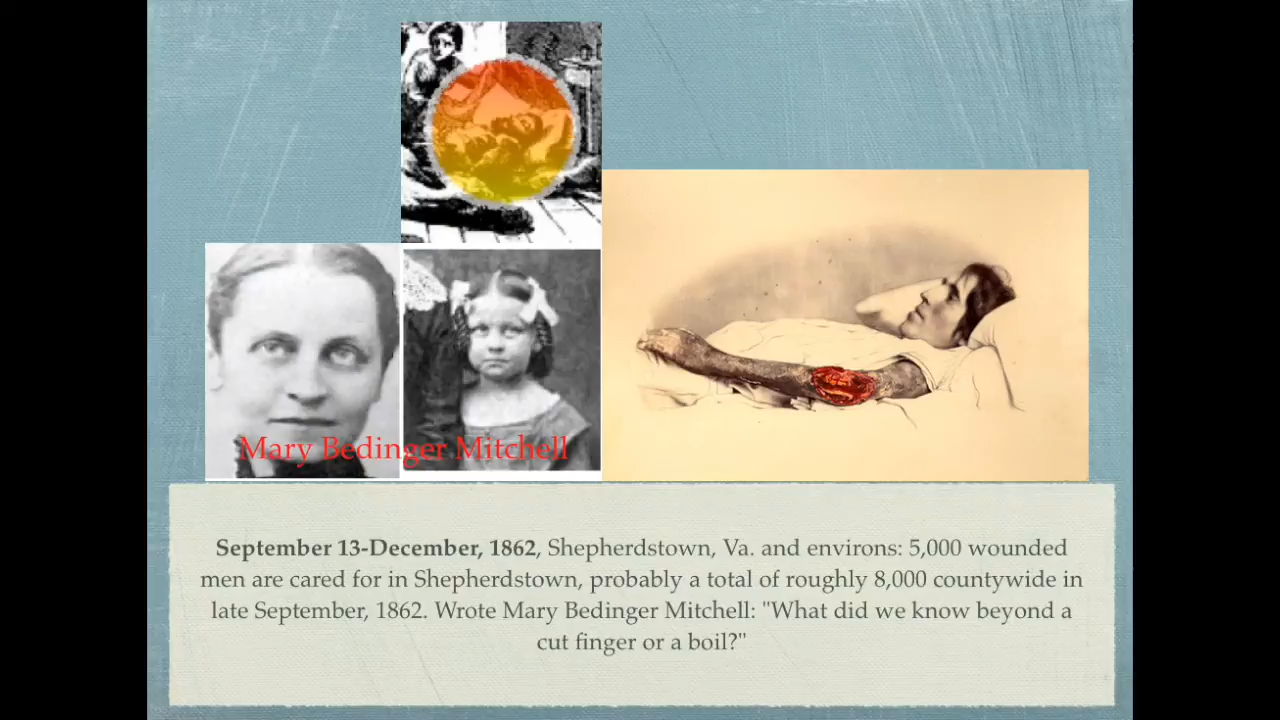 Mary Bedinger Mitchell
September 13-December, 1862, Shepherdstown, Va. and environs: 5,000 wounded
men are cared for in Shepherdstown, probably a total of roughly 8,000 countywide in
late September, 1862. Wrote Mary Bedinger Mitchell: "What did we know beyond a
cut finger or a boil?"